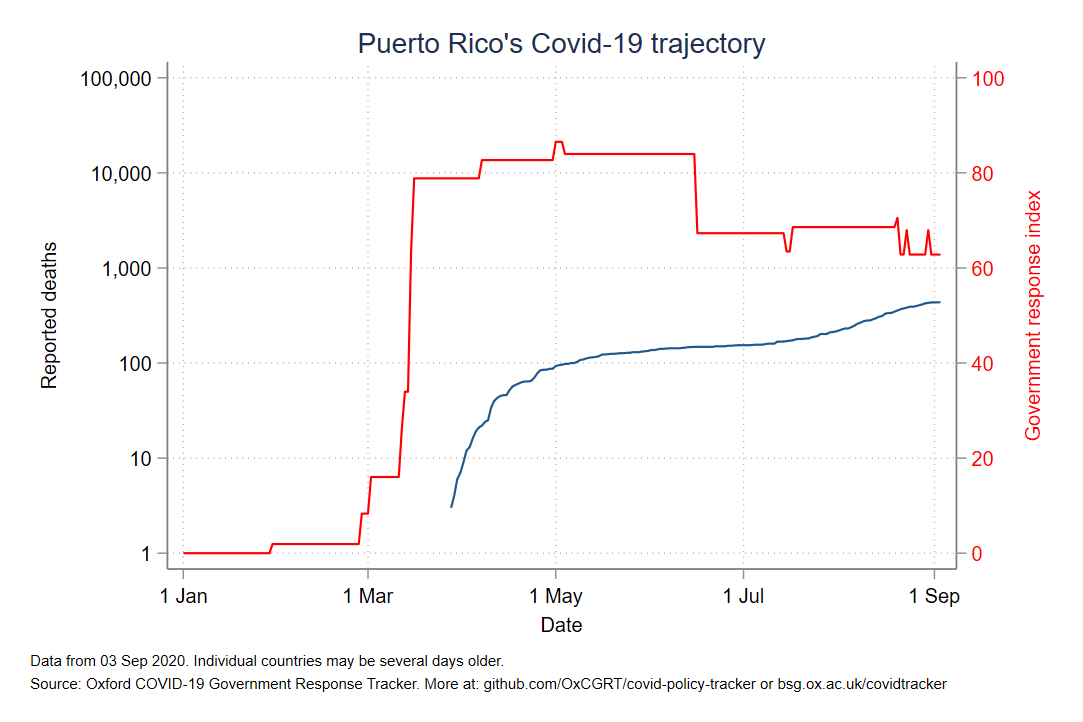 Puerto Rico's Covid-19 trajectory
100,000
10,000
1,000
100
10
1
Reported deaths
100
80
60
40
20
0
Government response index
1 Jan
1 Mar
1 May
1 Jul
1 Sep
Date
Data from 03 Sep 2020. Individual countries may be several days older.
Source: Oxford COVID-19 Government Response Tracker. More at: github.com/OxCGRT/covid-policy-tracker or bsg.ox.ac.uk/covidtracker